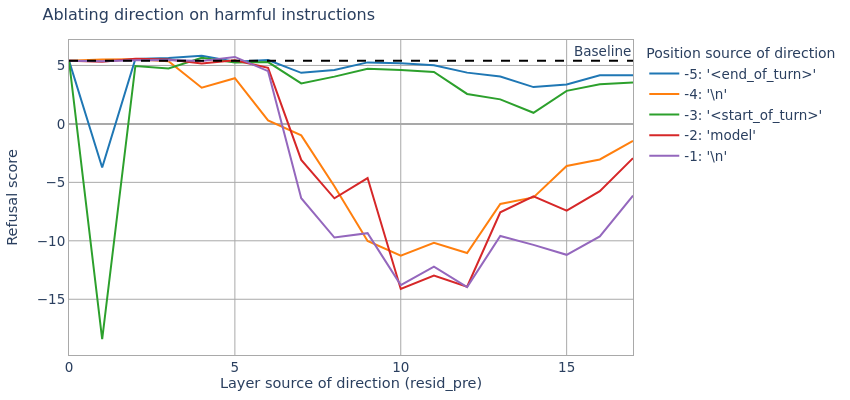 Ablating direction on harmful instructions
Baseline
Position source of direction
-5: '<end_of_turn>'
-4: '\n'
-3: '<start_of_turn>'
-2: 'model'
-1: '\n'
Refusal score
5
0
−5
−10
−15
0
5
10
15
Layer source of direction (resid_pre)